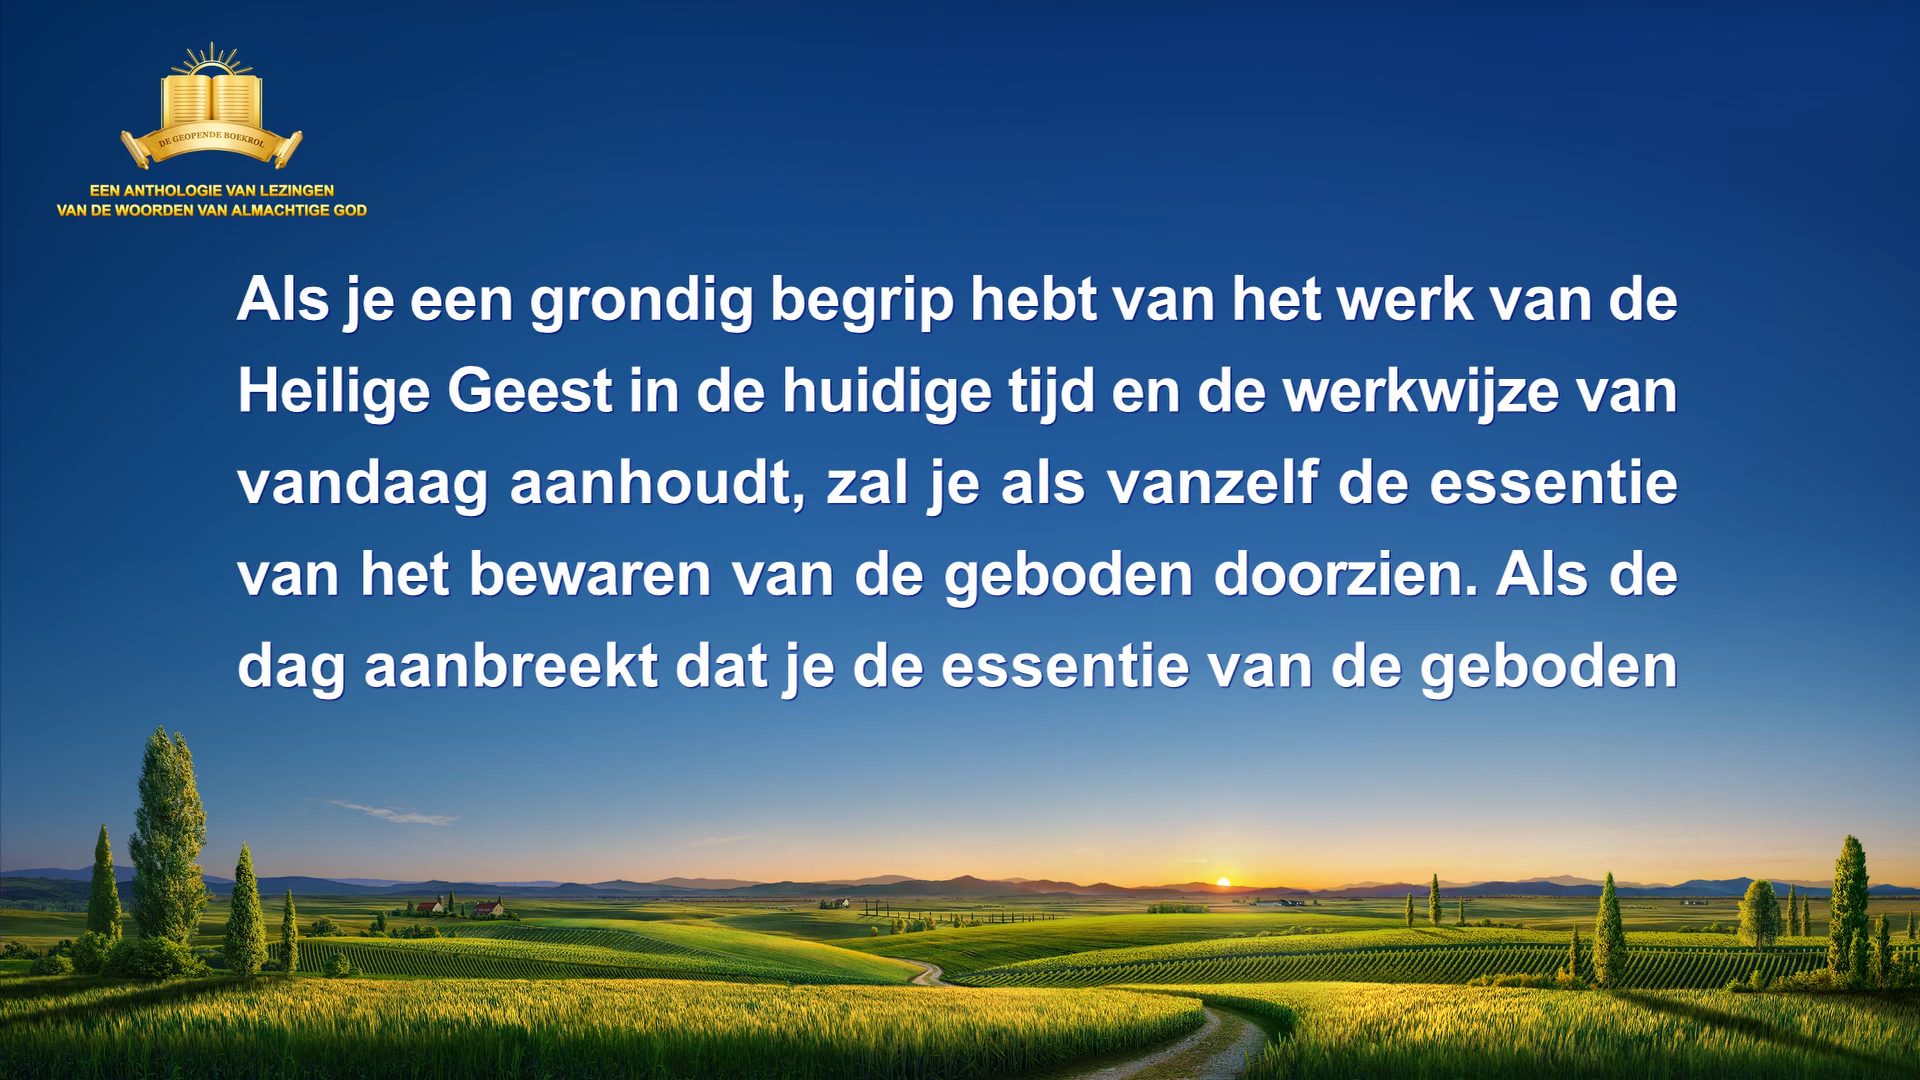 DE GEOPENDE BOEKROL
EEN ANTHOLOGIE VAN LEZINGEN
VAN DE WOORDEN VAN ALMACHTIGE GOD
Als je een grondig begrip hebt van het werk van de
Heilige Geest in de huidige tijd en de werkwijze van
vandaag aanhoudt, zal je als vanzelf de essentie
van het bewaren van de geboden doorzien. Als de
dag aanbreekt dat je de essentie van de geboden